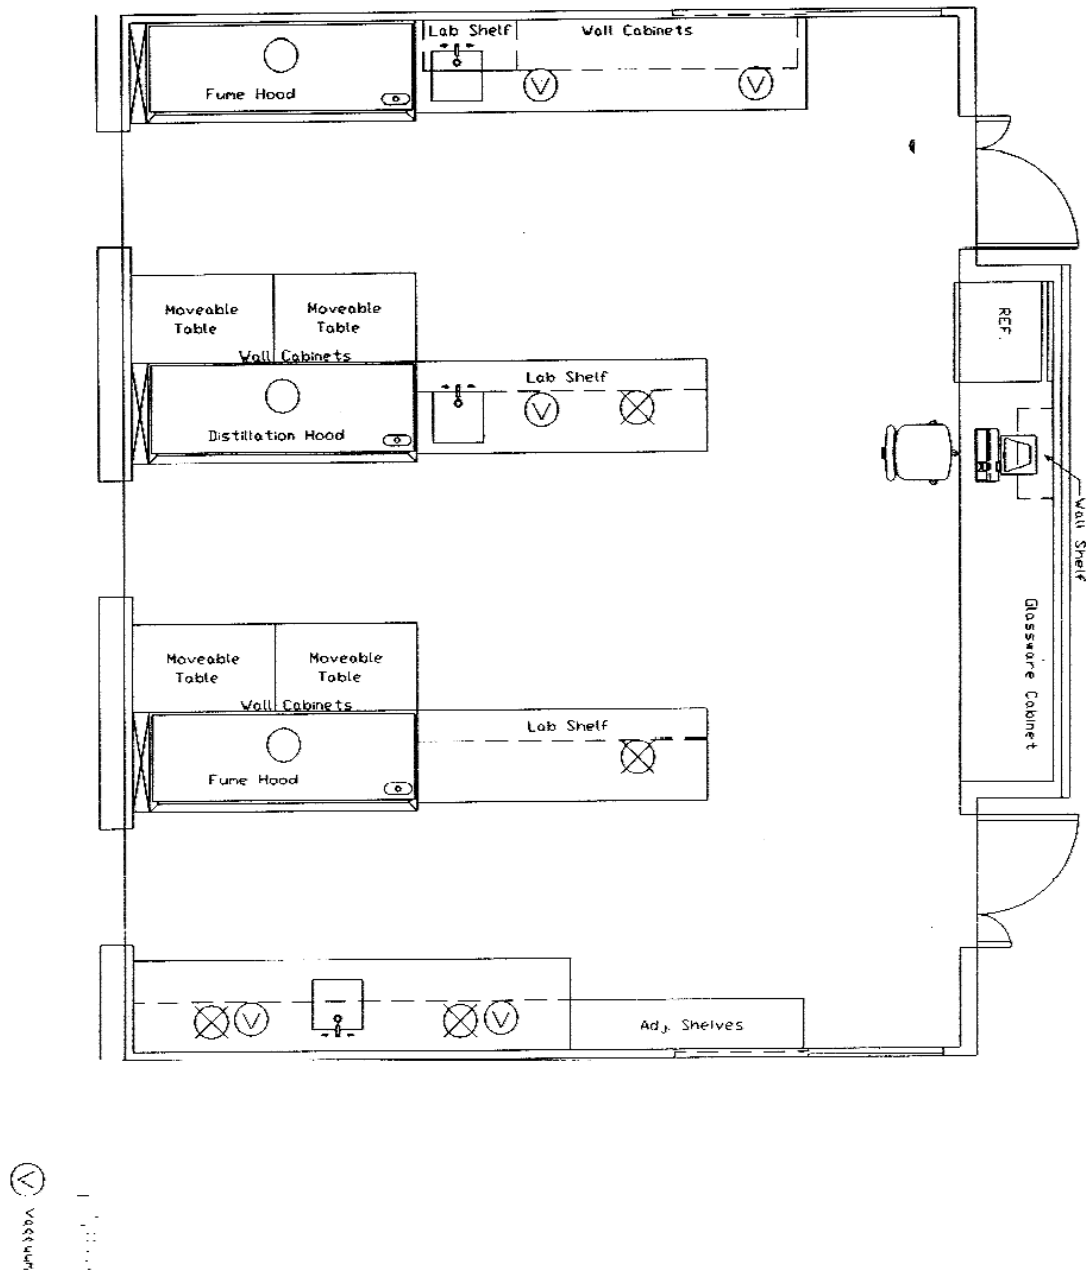 Lab Shelf
Wall Cabinets
V
V
Fume Hood
Moveable
Table
Moveable
Table
REF.
Wall Cabinets
Lab Shelf
V
Distillation Hood
Wall Shelf
Glassware Cabinet
Moveable
Table
Moveable
Table
Wall Cabinets
Lab Shelf
Fume Hood
V
V
Adj. Shelves
V